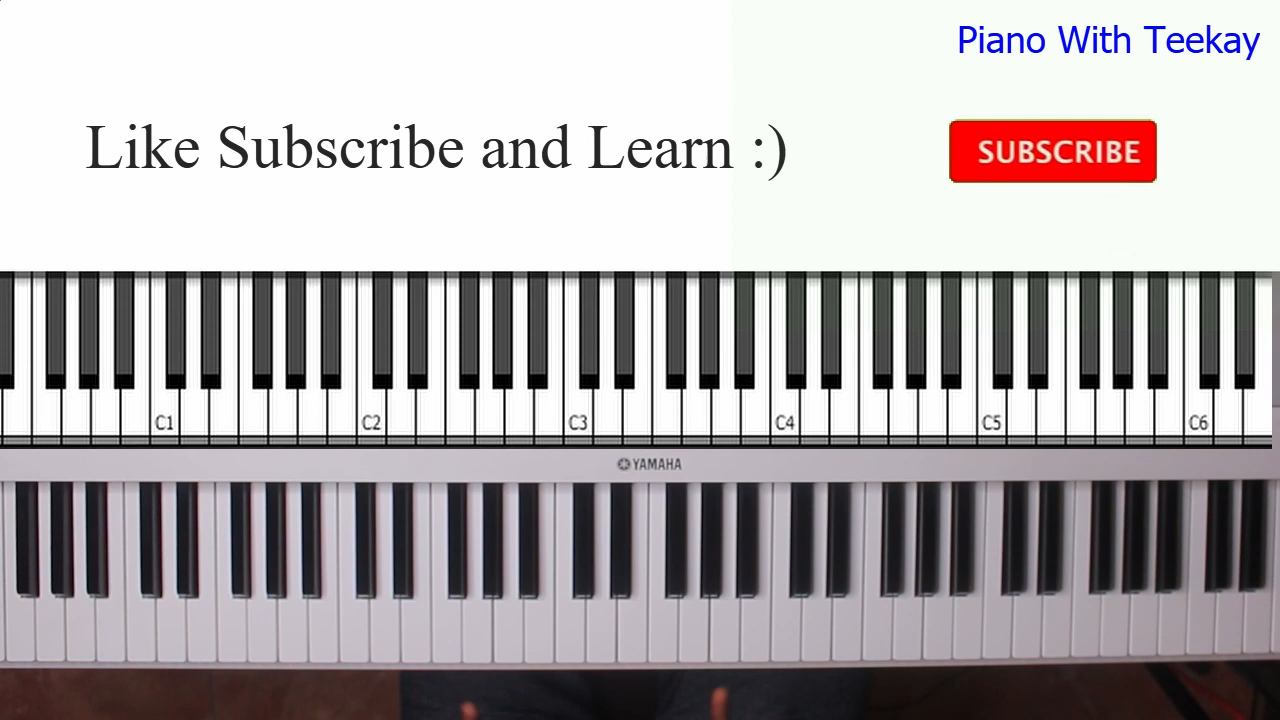 Piano With Teekay
Like Subscribe and Learn :)
SUBSCRIBE
C1 C2 C3 C4 C5 C6
YAMAHA